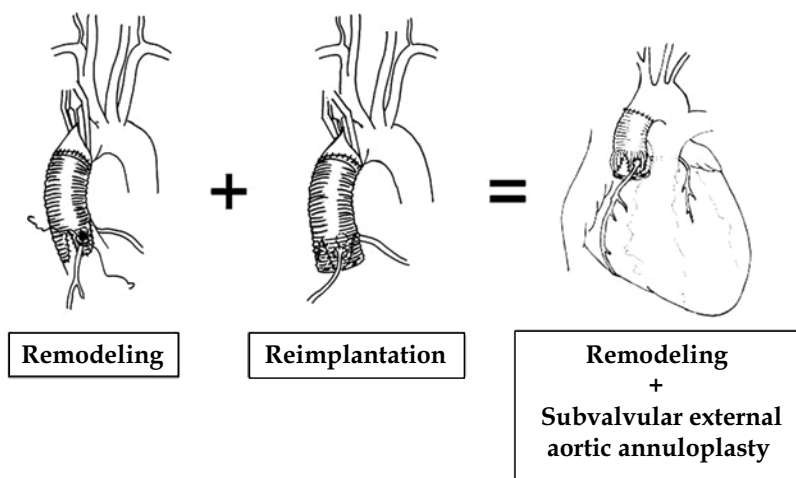 +
=
Remodeling
Reimplantation
Remodeling
+
Subvalvular external
aortic annuloplasty